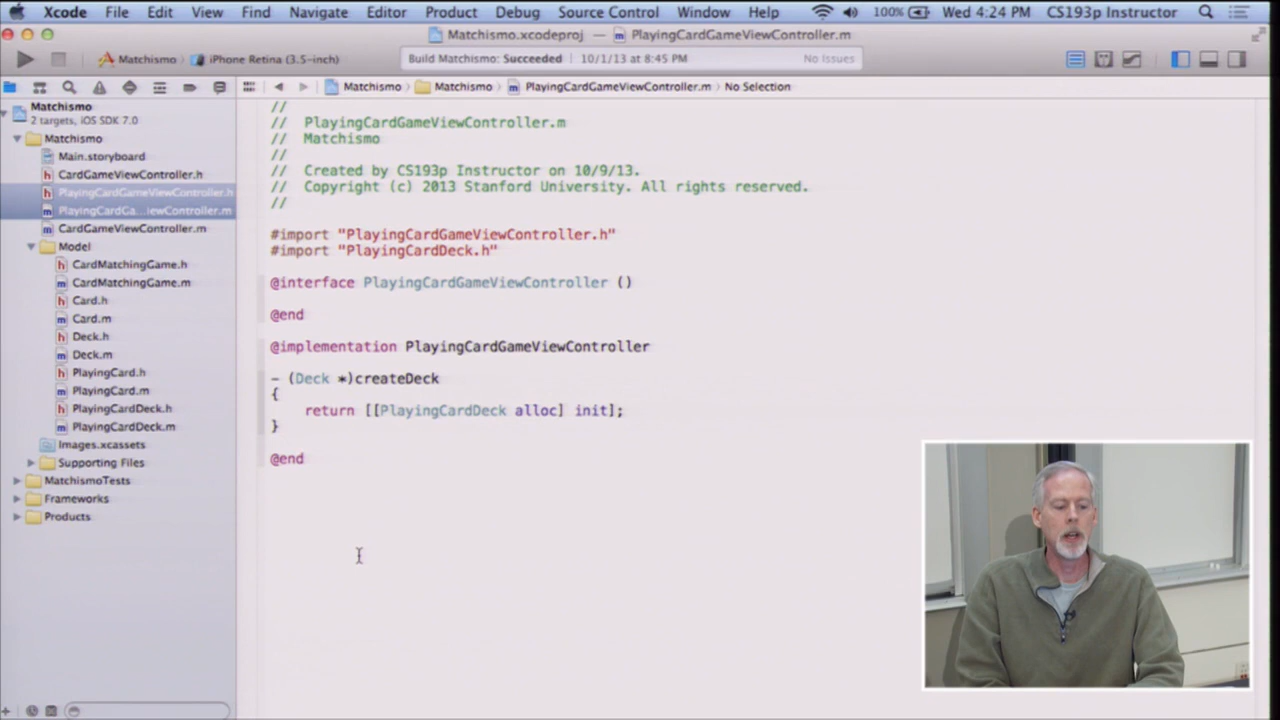 Xcode File Edit View Find Navigate Editor Product Debug Source Control Window Help 100% Wed 4:24 PM CS193p Instructor
Matchismo.xcodeproj — PlayingCardGameViewController.m
Matchismo iPhone Retina (3.5-inch) Build Matchismo: Succeeded 10/1/13 at 8:45 PM No Issues
Matchismo Matchismo PlayingCardGameViewController.m No Selection
Matchismo
2 targets, iOS SDK 7.0
Matchismo
Main.storyboard
CardGameViewController.h
PlayingCardGameViewController.h
PlayingCardGa...iewController.m
CardGameViewController.m
Model
CardMatchingGame.h
CardMatchingGame.m
Card.h
Card.m
Deck.h
Deck.m
PlayingCard.h
PlayingCard.m
PlayingCardDeck.h
PlayingCardDeck.m
Images.xcassets
Supporting Files
MatchismoTests
Frameworks
Products
//
// PlayingCardGameViewController.m
// Matchismo
//
// Created by CS193p Instructor on 10/9/13.
// Copyright (c) 2013 Stanford University. All rights reserved.
//
#import "PlayingCardGameViewController.h"
#import "PlayingCardDeck.h"
@interface PlayingCardGameViewController ()
@end
@implementation PlayingCardGameViewController
- (Deck *)createDeck
{
return [[PlayingCardDeck alloc] init];
}
@end